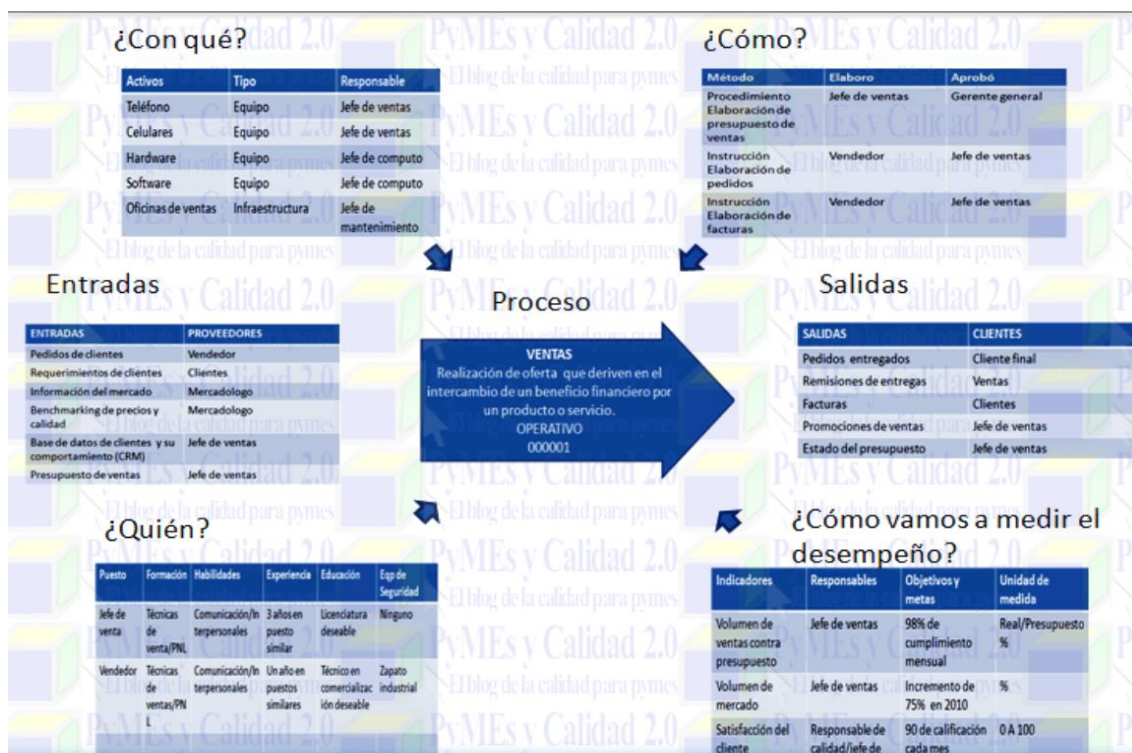 ¿Con qué?
Activos Tipo Responsable
Teléfono Equipo Jefe de ventas
Celulares Equipo Jefe de ventas
Hardware Equipo Jefe de computo
Software Equipo Jefe de computo
Oficinas de ventas Infraestructura Jefe de
mantenimiento
¿Cómo?
Método Elaboro Aprobó
Procedimiento Jefe de ventas Gerente general
Elaboración de
presupuesto de
ventas
Instrucción Vendedor Jefe de ventas
Elaboración de
pedidos
Instrucción Vendedor Jefe de ventas
Elaboración de
facturas
Entradas
ENTRADAS PROVEEDORES
Pedidos de clientes Vendedor
Requerimientos de clientes Clientes
Información del mercado Mercadologo
Benchmarking de precios y Mercadologo
calidad
Base de datos de clientes y su Jefe de ventas
comportamiento (CRM)
Presupuesto de ventas Jefe de ventas
Proceso
VENTAS
Realización de oferta que deriven en el
intercambio de un beneficio financiero por
un producto o servicio.
OPERATIVO
000001
Salidas
SALIDAS CLIENTES
Pedidos entregados Cliente final
Remisiones de entregas Ventas
Facturas Clientes
Promociones de ventas Jefe de ventas
Estado del presupuesto Jefe de ventas
¿Quién?
Puesto Formación Habilidades Experiencia Educación Eqp de
Seguridad
Jefe de Técnicas Comunicación/In 3 años en Licenciatura Ninguno
venta de terpersonales puesto deseable
venta/PNL similar
Vendedor Técnicas Comunicación/In Un año en Técnico en Zapato
de terpersonales puestos comercializac industrial
ventas/PN similares ión deseable
L
¿Cómo vamos a medir el
desempeño?
Indicadores Responsables Objetivos y Unidad de
metas medida
Volumen de Jefe de ventas 98% de Real/Presupuesto
ventas contra cumplimiento %
presupuesto mensual
Volumen de Jefe de ventas Incremento de %
mercado 75% en 2010
Satisfacción del Responsable de 90 de calificación 0 A 100
cliente calidad/jefe de cada mes
PyMEs y Calidad 2.0
El blog de la calidad para pymes